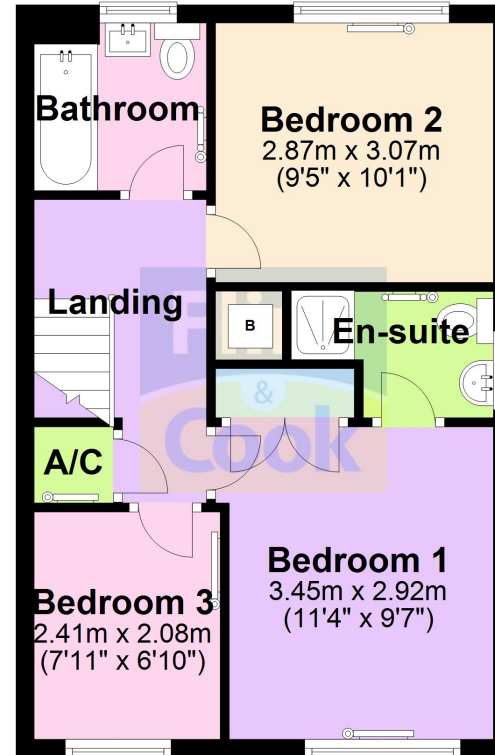 Bathroom
Bedroom 2
2.87m x 3.07m
(9'5" x 10'1")
Landing
B
En-suite
&
Cook
A/C
Bedroom 1
3.45m x 2.92m
(11'4" x 9'7")
Bedroom 3
2.41m x 2.08m
(7'11" x 6'10")